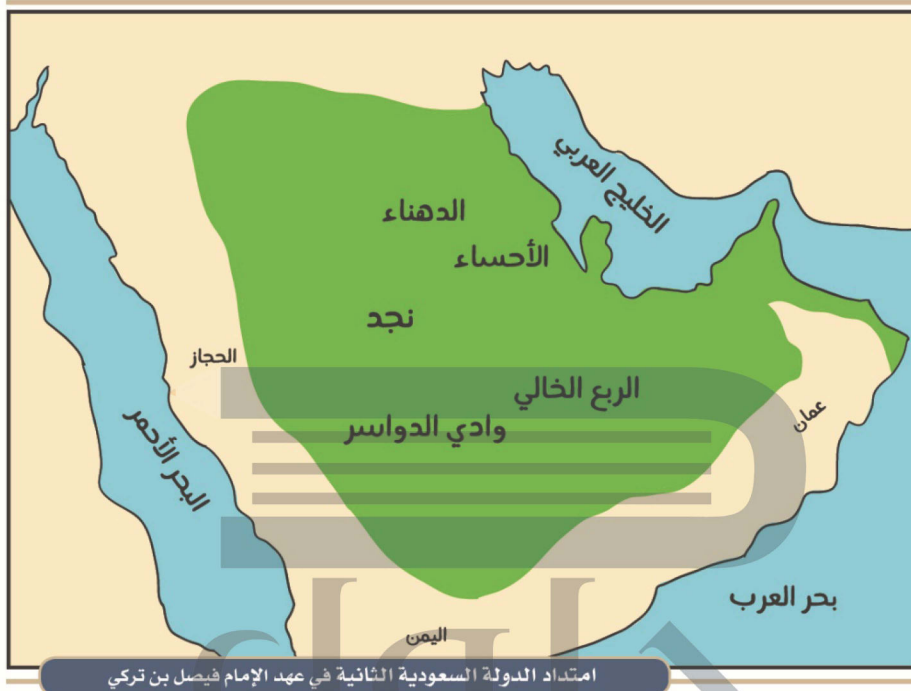 الخليج العربي
الدهناء
الأحساء
نجد
الحجاز
الربع الخالي
وادي الدواسر
عمان
البحر الأحمر
بحر العرب
اليمن
امتداد الدولة السعودية الثانية في عهد الإمام فيصل بن تركي